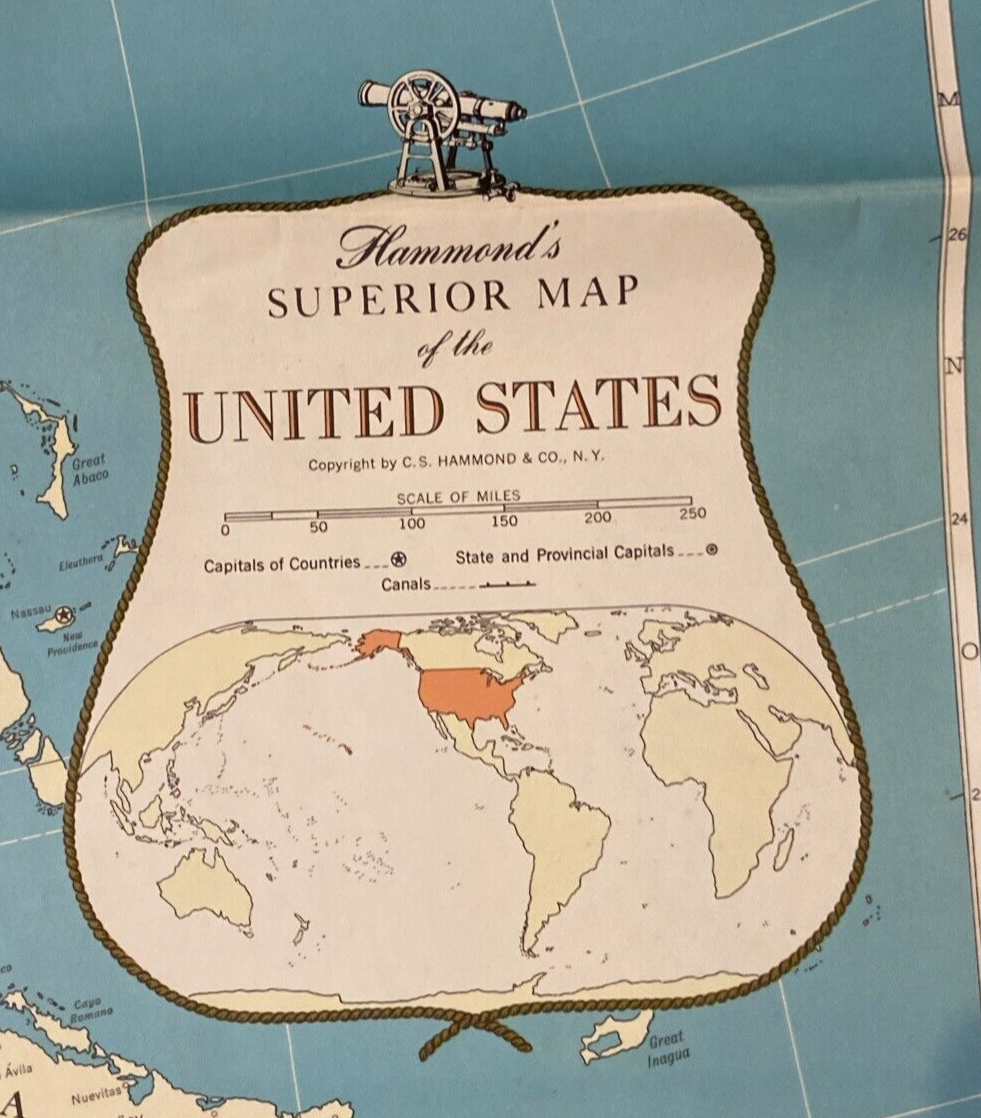 Hammond's
SUPERIOR MAP
of the
UNITED STATES
Copyright by C.S. HAMMOND & CO., N.Y.
SCALE OF MILES
0 50 100 150 200 250
Capitals of Countries State and Provincial Capitals
Canals
M
26
N
24
O
2
Great
Abaco
Eleuthera
Nassau
New
Providence
co
Cayo
Romano
Ávila
Nuevitas
A
Great
Inagua